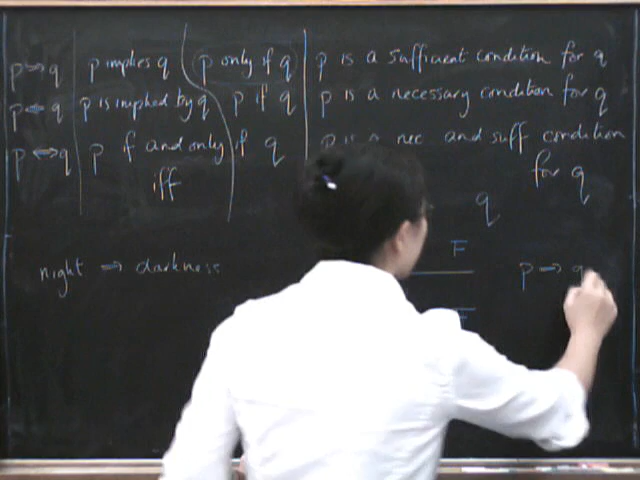 p ⇒ q p implies q p only if q p is a sufficient condition for q
p ⇐ q p is implied by q p if q p is a necessary condition for q
p ⇔ q p if and only if q p is a nec and suff condition
iff for q
q
F
night ⇒ darkness p ⇒ q
F